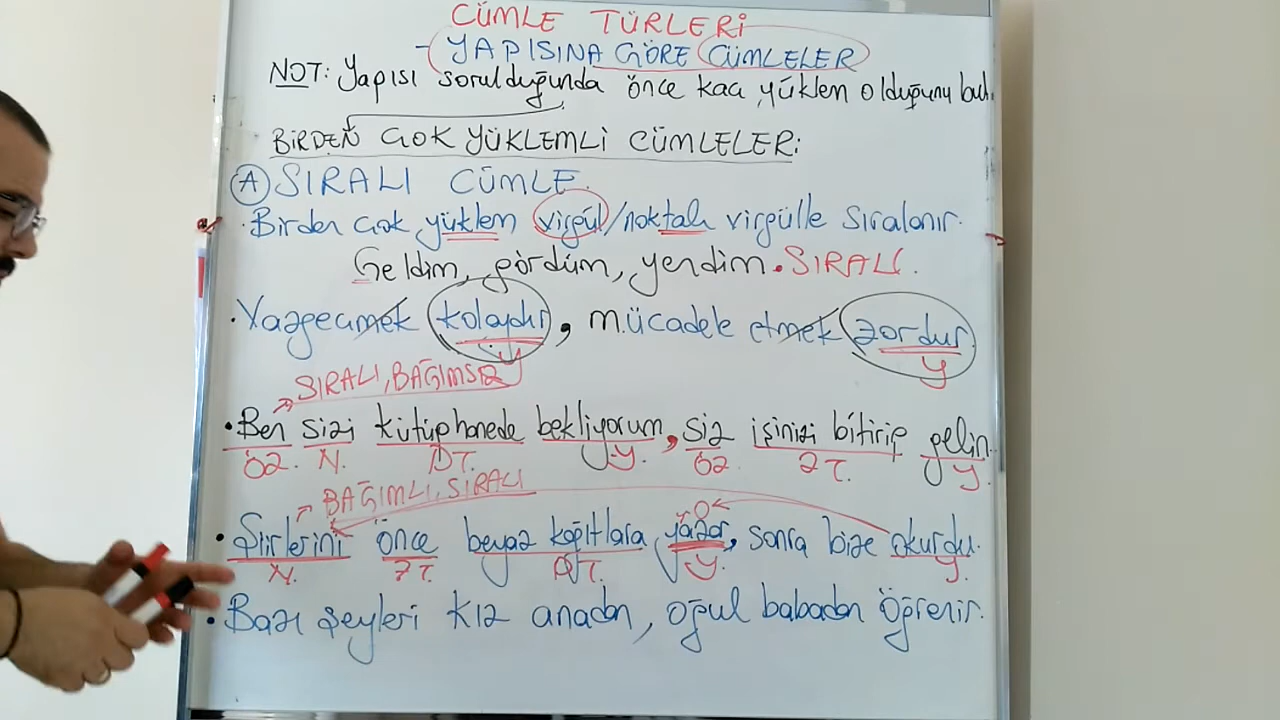 CÜMLE TÜRLERİ
- YAPISINA GÖRE CÜMLELER
NOT: Yapısı sorulduğunda önce kaç yüklem olduğunu bul.
BİRDEN ÇOK YÜKLEMLİ CÜMLELER:
A SIRALI CÜMLE.
· Birden çok yüklem virgül/noktalı virgülle sıralanır.
Geldim, gördüm, yendim. SIRALI.
· Vazgeçmek kolaydır, mücadele etmek zordur.
Y Y
SIRALI, BAĞIMSIZ
· Ben sizi kütüphanede bekliyorum, siz işinizi bitirip gelin.
ÖZ. N. DT. Y. ÖZ ZT. Y.
BAĞIMLI, SIRALI
O
· Şiirlerini önce beyaz kağıtlara yazar, sonra bize okurdu.
N. ZT. DT. Y. Y.
· Bazı şeyleri kız anadan, oğul babadan öğrenir.